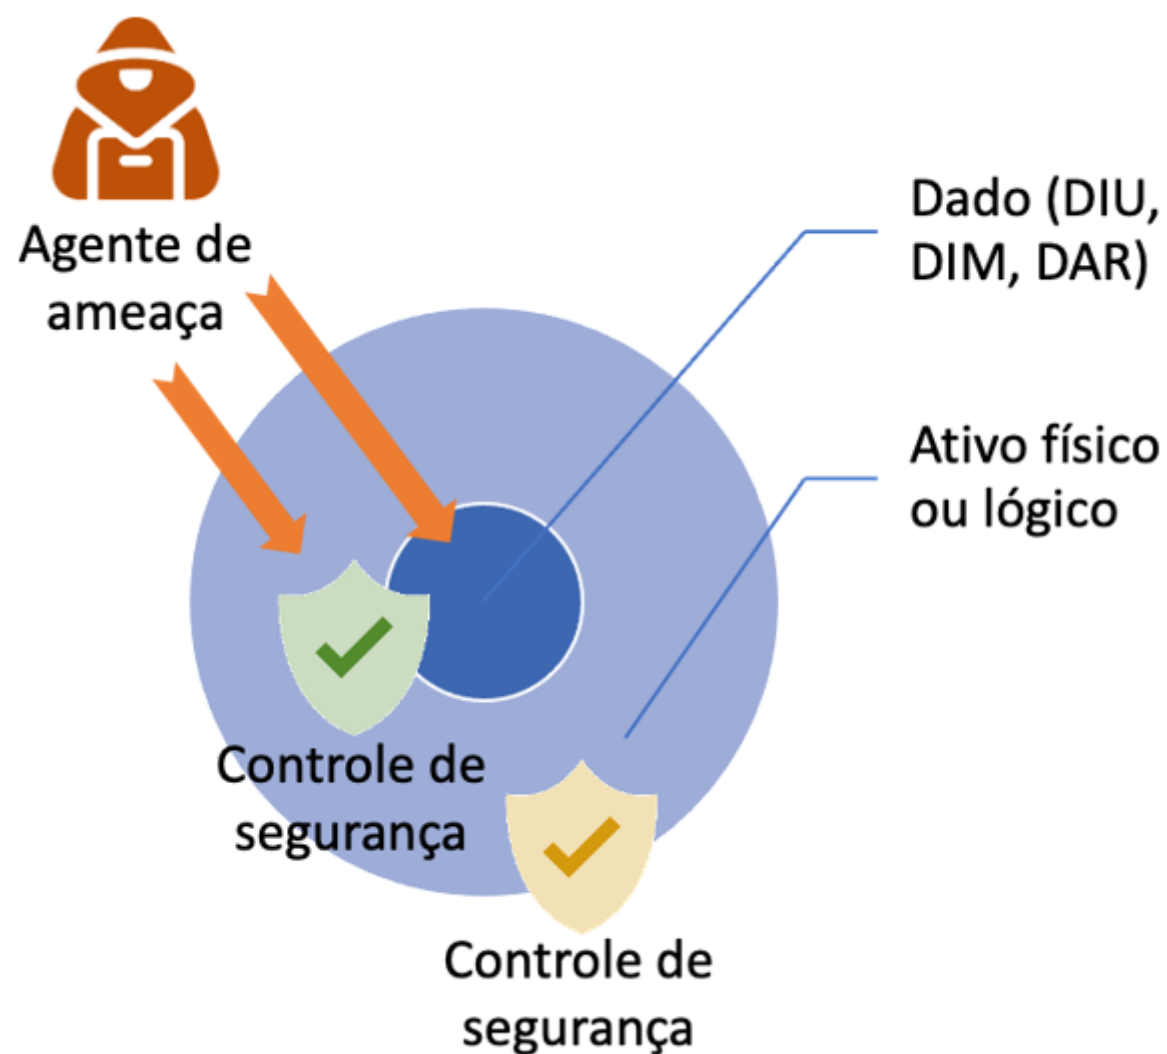 Agente de
ameaça
Dado (DIU,
DIM, DAR)
Ativo físico
ou lógico
Controle de
segurança
Controle de
segurança